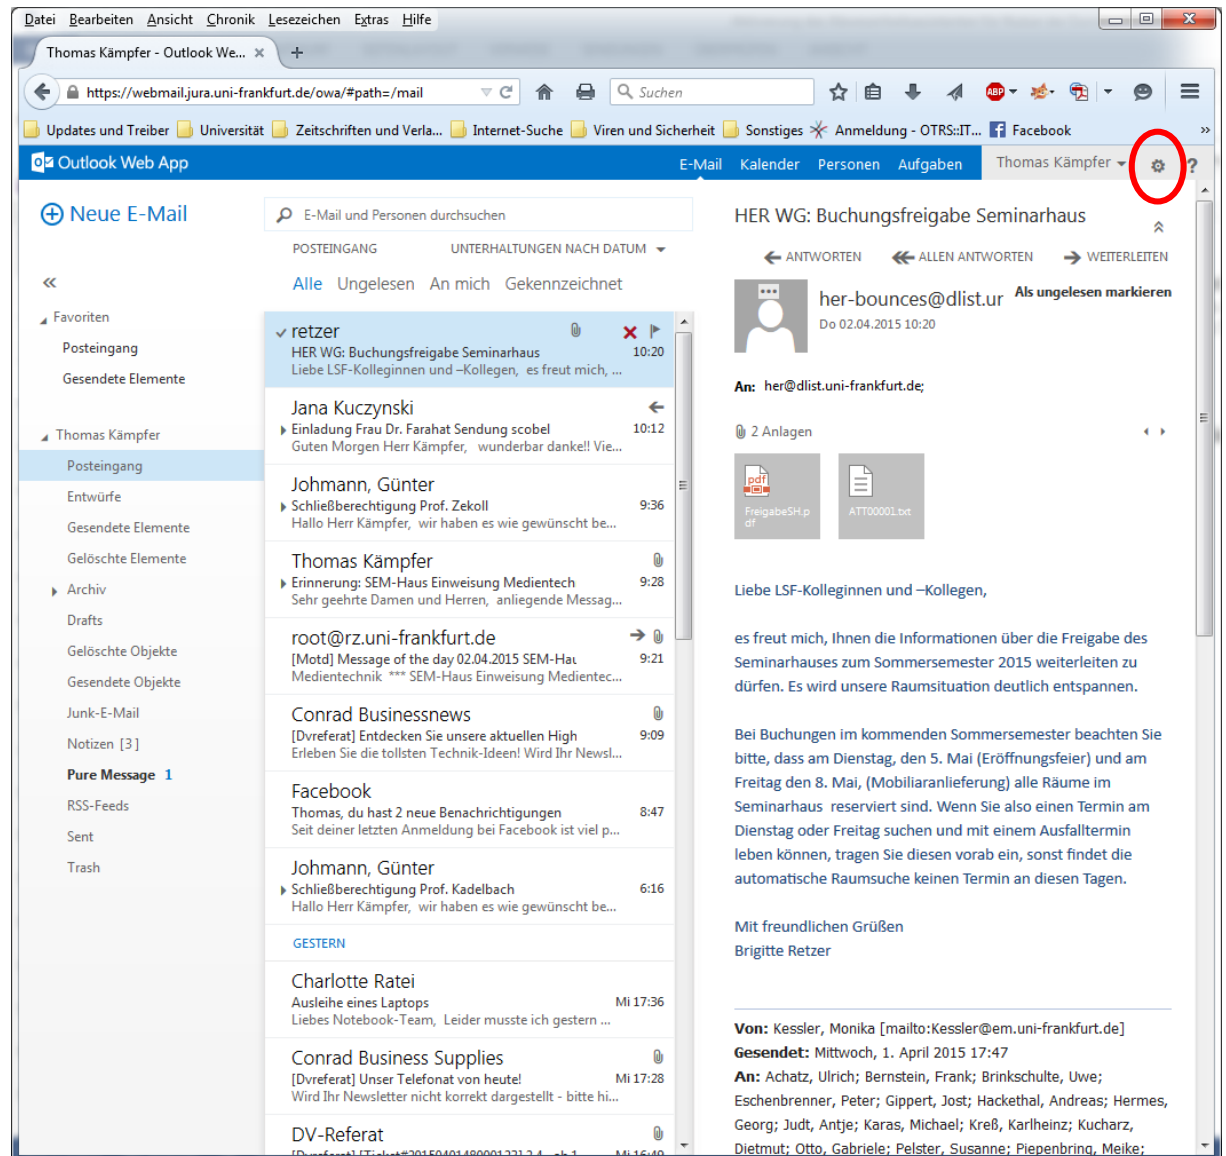 Datei Bearbeiten Ansicht Chronik Lesezeichen Extras Hilfe
Thomas Kämpfer - Outlook We... × +
https://webmail.jura.uni-frankfurt.de/owa/#path=/mail
Suchen
ABP
Updates und Treiber Universität Zeitschriften und Verla... Internet-Suche Viren und Sicherheit Sonstiges Anmeldung - OTRS::IT... Facebook »
Outlook Web App
E-Mail Kalender Personen Aufgaben Thomas Kämpfer ?
Neue E-Mail
«
Favoriten
Posteingang
Gesendete Elemente
Thomas Kämpfer
Posteingang
Entwürfe
Gesendete Elemente
Gelöschte Elemente
Archiv
Drafts
Gelöschte Objekte
Gesendete Objekte
Junk-E-Mail
Notizen [3]
Pure Message 1
RSS-Feeds
Sent
Trash
E-Mail und Personen durchsuchen
POSTEINGANG UNTERHALTUNGEN NACH DATUM
Alle Ungelesen An mich Gekennzeichnet
retzer
HER WG: Buchungsfreigabe Seminarhaus 10:20
Liebe LSF-Kolleginnen und –Kollegen, es freut mich, ...
Jana Kuczynski
Einladung Frau Dr. Farahat Sendung scobel 10:12
Guten Morgen Herr Kämpfer, wunderbar danke!! Vie...
Johmann, Günter
Schließberechtigung Prof. Zekoll 9:36
Hallo Herr Kämpfer, wir haben es wie gewünscht be...
Thomas Kämpfer
Erinnerung: SEM-Haus Einweisung Medientech 9:28
Sehr geehrte Damen und Herren, anliegende Messag...
root@rz.uni-frankfurt.de
[Motd] Message of the day 02.04.2015 SEM-Hau 9:21
Medientechnik *** SEM-Haus Einweisung Medientec...
Conrad Businessnews
[Dvreferat] Entdecken Sie unsere aktuellen High 9:09
Erleben Sie die tollsten Technik-Ideen! Wird Ihr Newsl...
Facebook
Thomas, du hast 2 neue Benachrichtigungen 8:47
Seit deiner letzten Anmeldung bei Facebook ist viel p...
Johmann, Günter
Schließberechtigung Prof. Kadelbach 6:16
Hallo Herr Kämpfer, wir haben es wie gewünscht be...
GESTERN
Charlotte Ratei
Ausleihe eines Laptops Mi 17:36
Liebes Notebook-Team, Leider musste ich gestern ...
Conrad Business Supplies
[Dvreferat] Unser Telefonat von heute! Mi 17:28
Wird Ihr Newsletter nicht korrekt dargestellt - bitte hi...
DV-Referat
HER WG: Buchungsfreigabe Seminarhaus
ANTWORTEN ALLEN ANTWORTEN WEITERLEITEN
her-bounces@dlist.ur Als ungelesen markieren
Do 02.04.2015 10:20
An: her@dlist.uni-frankfurt.de;
2 Anlagen
pdf
FreigabeSH.p ATT00001.txt
df
Liebe LSF-Kolleginnen und –Kollegen,
es freut mich, Ihnen die Informationen über die Freigabe des
Seminarhauses zum Sommersemester 2015 weiterleiten zu
dürfen. Es wird unsere Raumsituation deutlich entspannen.
Bei Buchungen im kommenden Sommersemester beachten Sie
bitte, dass am Dienstag, den 5. Mai (Eröffnungsfeier) und am
Freitag den 8. Mai, (Mobiliaranlieferung) alle Räume im
Seminarhaus reserviert sind. Wenn Sie also einen Termin am
Dienstag oder Freitag suchen und mit einem Ausfalltermin
leben können, tragen Sie diesen vorab ein, sonst findet die
automatische Raumsuche keinen Termin an diesen Tagen.
Mit freundlichen Grüßen
Brigitte Retzer
Von: Kessler, Monika [mailto:Kessler@em.uni-frankfurt.de]
Gesendet: Mittwoch, 1. April 2015 17:47
An: Achatz, Ulrich; Bernstein, Frank; Brinkschulte, Uwe;
Eschenbrenner, Peter; Gippert, Jost; Hackethal, Andreas; Hermes,
Georg; Judt, Antje; Karas, Michael; Kreß, Karlheinz; Kucharz,
Dietmut; Otto, Gabriele; Pelster, Susanne; Piepenbring, Meike;